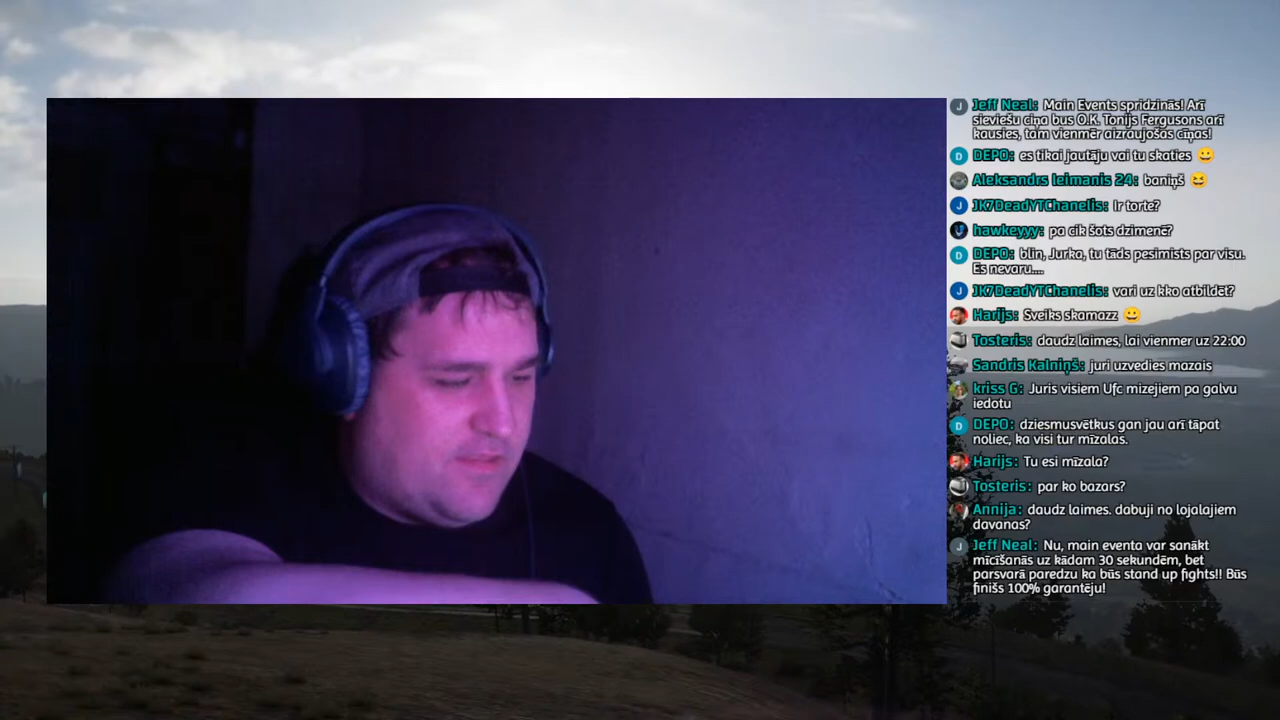 Jeff Neal: Main Events spridzinās! Arī
sieviešu cīņa bus O.K. Tonijs Fergusons arī
kausies, tam vienmēr aizraujošas cīņas!
DEPO: es tikai jautāju vai tu skaties 😀
Aleksandrs leimanis 24: baniņš 😆
JK7DeadYTChanelis: Ir torte?
hawkeyyy: pa cik šots dzimenē?
DEPO: blin, Jurka, tu tāds pesimists par visu.
Es nevaru....
JK7DeadYTChanelis: vari uz kko atbildēt?
Harijs: Sveiks skamazz 😀
Tosteris: daudz laimes, lai vienmer uz 22:00
Sandris Kalniņš: juri uzvedies mazais
kriss G: Juris visiem Ufc mizejiem pa galvu
iedotu
DEPO: dziesmusvētkus gan jau arī tāpat
noliec, ka visi tur mīzalas.
Harijs: Tu esi mīzala?
Tosteris: par ko bazars?
Annija: daudz laimes. dabuji no lojalajiem
davanas?
Jeff Neal: Nu, main eventa var sanākt
mīcīšanās uz kādam 30 sekundēm, bet
parsvarā paredzu ka būs stand up fights!! Būs
finišs 100% garantēju!